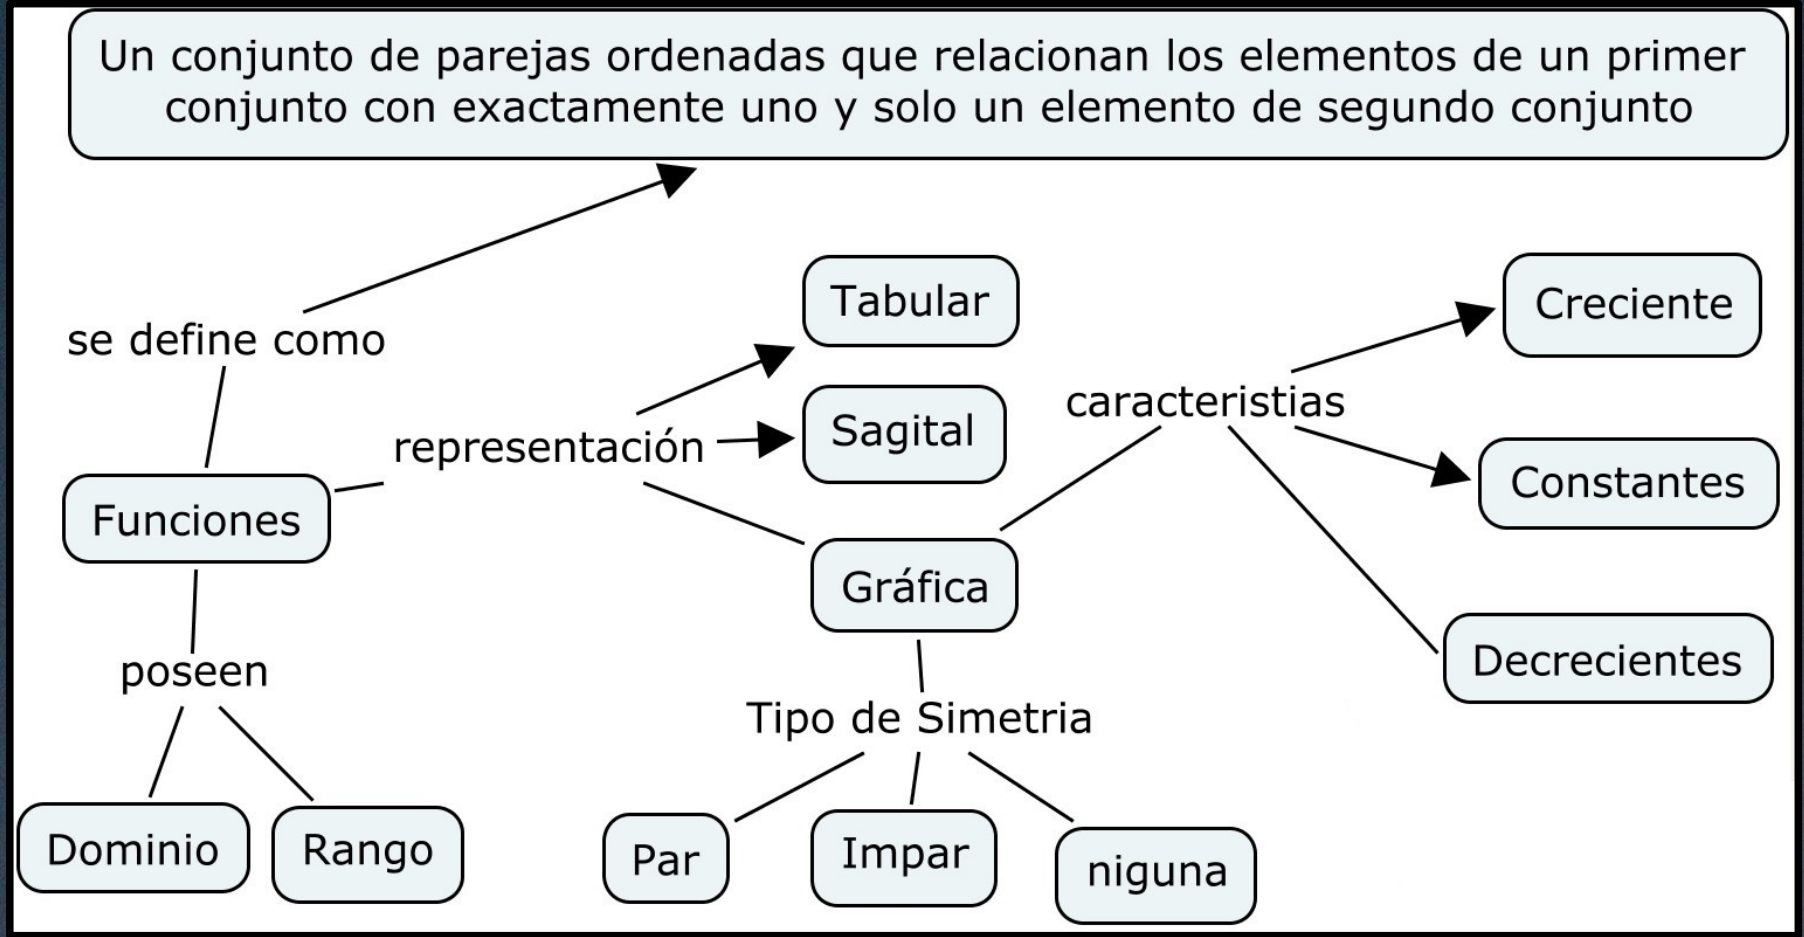 Un conjunto de parejas ordenadas que relacionan los elementos de un primer
conjunto con exactamente uno y solo un elemento de segundo conjunto
se define como
Funciones
representación
Tabular
Sagital
Gráfica
caracteristias
Creciente
Constantes
Decrecientes
poseen
Dominio
Rango
Tipo de Simetria
Par
Impar
niguna